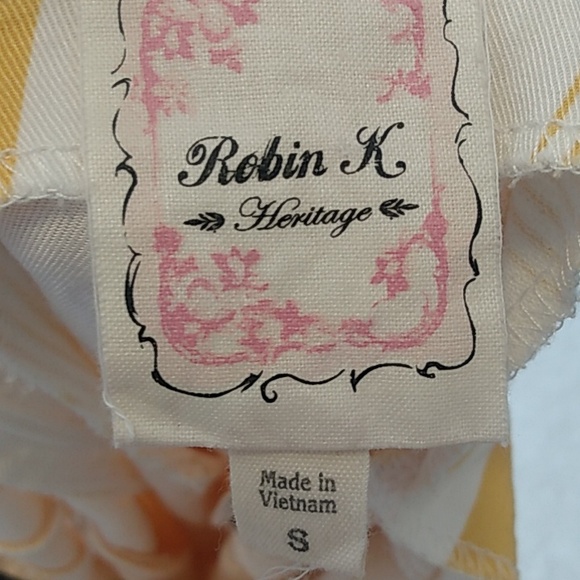 Robin K
Heritage
Made in
Vietnam
S